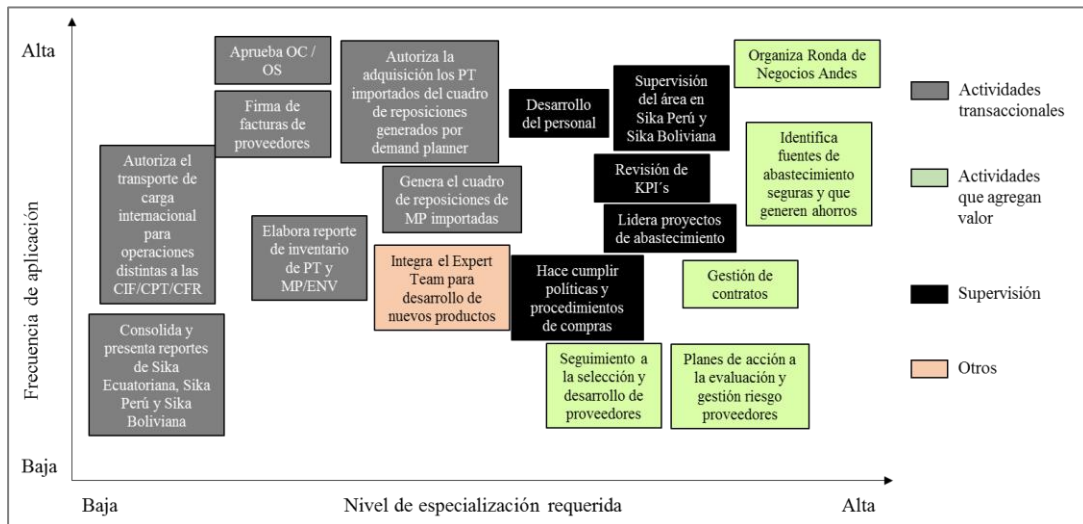 Alta
Frecuencia de aplicación
Baja
Aprueba OC /
OS
Firma de
facturas de
proveedores
Autoriza el
transporte de
carga
internacional
para
operaciones
distintas a las
CIF/CPT/CFR
Consolida y
presenta reportes
de Sika
Ecuatoriana, Sika
Perú y Sika
Boliviana
Elabora reporte
de inventario
de PT y
MP/ENV
Autoriza la
adquisición los PT
importados del cuadro
de reposiciones
generados por
demand planner
Genera el cuadro
de reposiciones de
MP importadas
Integra el Expert
Team para
desarrollo de
nuevos productos
Desarrollo
del personal
Supervisión
del área en
Sika Perú y
Sika Boliviana
Revisión de
KPI´s
Lidera proyectos
de abastecimiento
Hace cumplir
políticas y
procedimientos
de compras
Seguimiento a
la selección y
desarrollo de
proveedores
Organiza Ronda de
Negocios Andes
Identifica
fuentes de
abastecimiento
seguras y que
generen ahorros
Gestión de
contratos
Planes de acción a
la evaluación y
gestión riesgo
proveedores
Baja
Nivel de especialización requerida
Alta
Actividades
transaccionales
Actividades
que agregan
valor
Supervisión
Otros